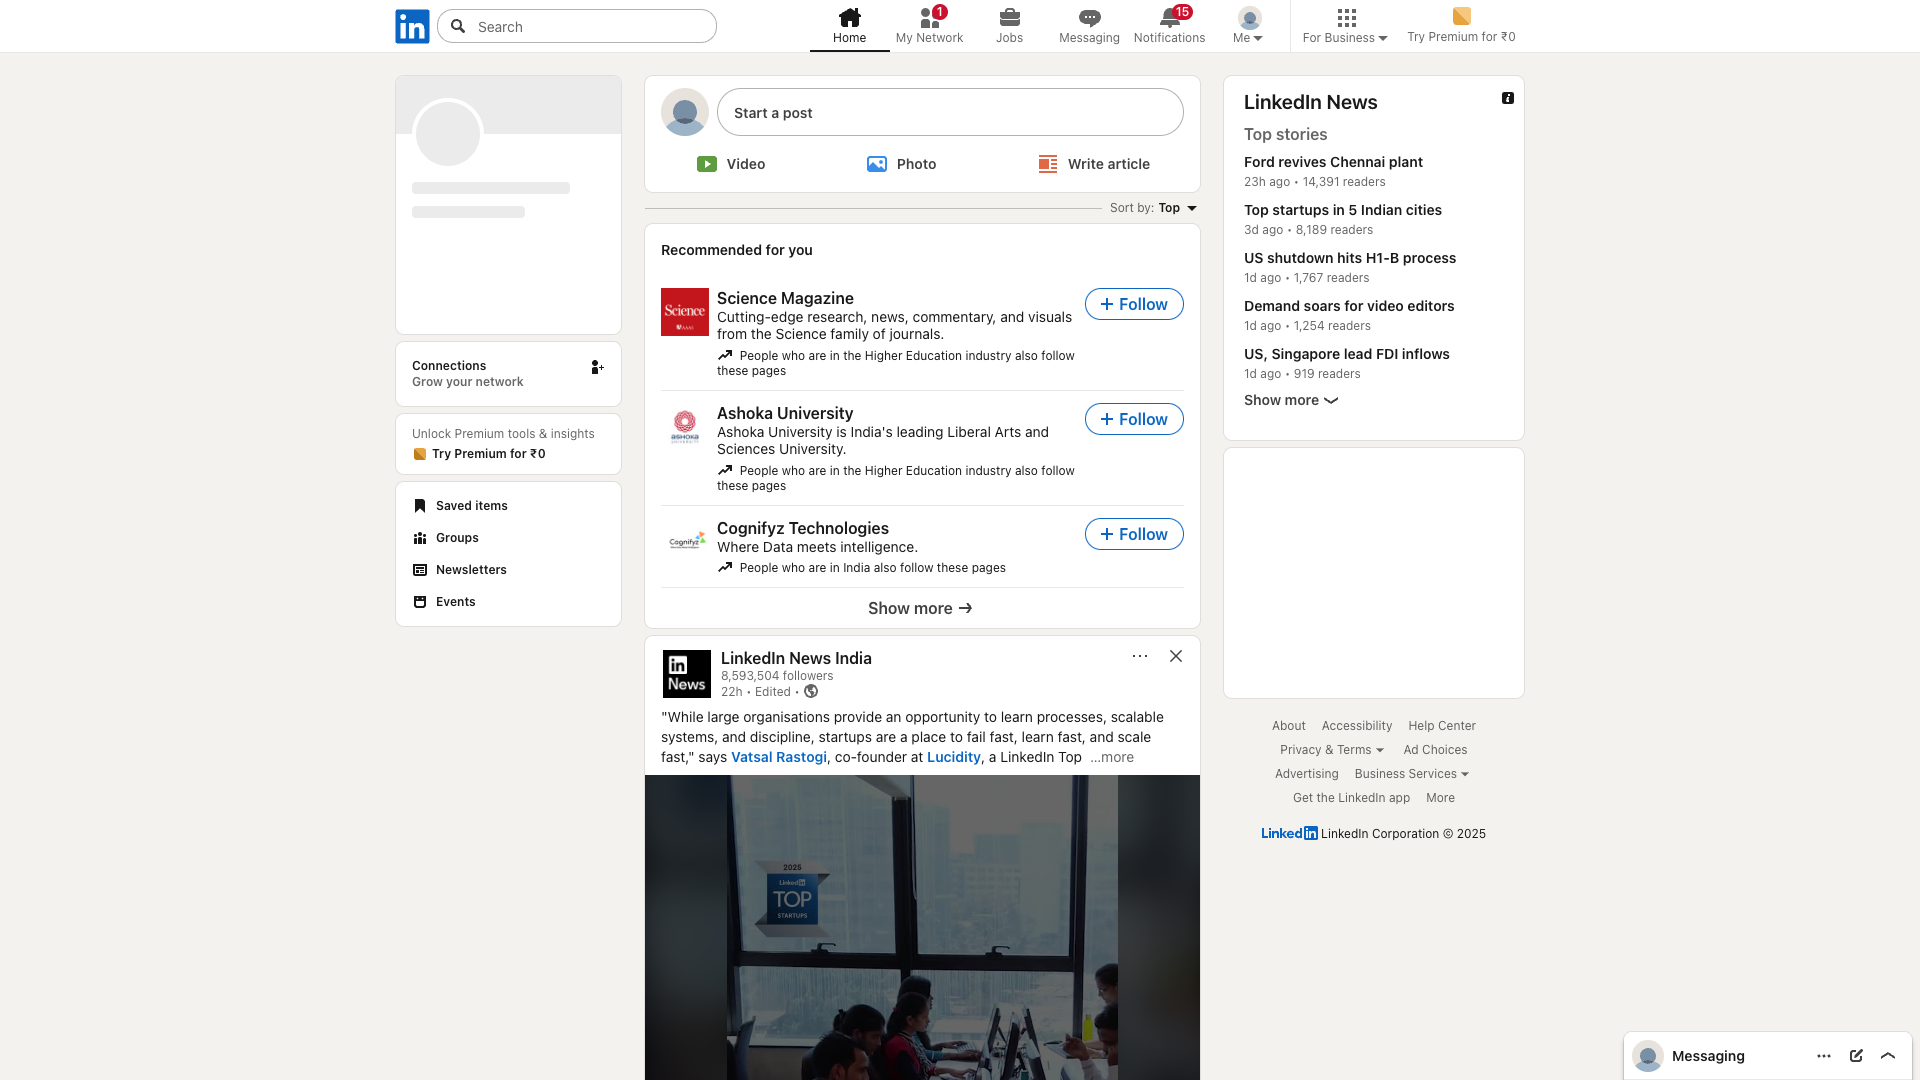 in
Search
Home
1
My Network
Jobs
Messaging
15
Notifications
Me
For Business
Try Premium for ₹0
Connections
Grow your network
Unlock Premium tools & insights
Try Premium for ₹0
Saved items
Groups
Newsletters
Events
Start a post
Video
Photo
Write article
Sort by: Top
Recommended for you
Science
AAAS
Science Magazine
Cutting-edge research, news, commentary, and visuals
from the Science family of journals.
People who are in the Higher Education industry also follow
these pages
+ Follow
ASHOKA
UNIVERSITY
Ashoka University
Ashoka University is India's leading Liberal Arts and
Sciences University.
People who are in the Higher Education industry also follow
these pages
+ Follow
Cognifyz
Cognifyz Technologies
Where Data meets intelligence.
People who are in India also follow these pages
+ Follow
Show more →
in
News
LinkedIn News India
8,593,504 followers
22h • Edited •
"While large organisations provide an opportunity to learn processes, scalable
systems, and discipline, startups are a place to fail fast, learn fast, and scale
fast," says Vatsal Rastogi, co-founder at Lucidity, a LinkedIn Top ...more
2025
LinkedIn
TOP
STARTUPS
LinkedIn News
Top stories
Ford revives Chennai plant
23h ago • 14,391 readers
Top startups in 5 Indian cities
3d ago • 8,189 readers
US shutdown hits H1-B process
1d ago • 1,767 readers
Demand soars for video editors
1d ago • 1,254 readers
US, Singapore lead FDI inflows
1d ago • 919 readers
Show more
About Accessibility Help Center
Privacy & Terms Ad Choices
Advertising Business Services
Get the LinkedIn app More
LinkedIn LinkedIn Corporation © 2025
Messaging